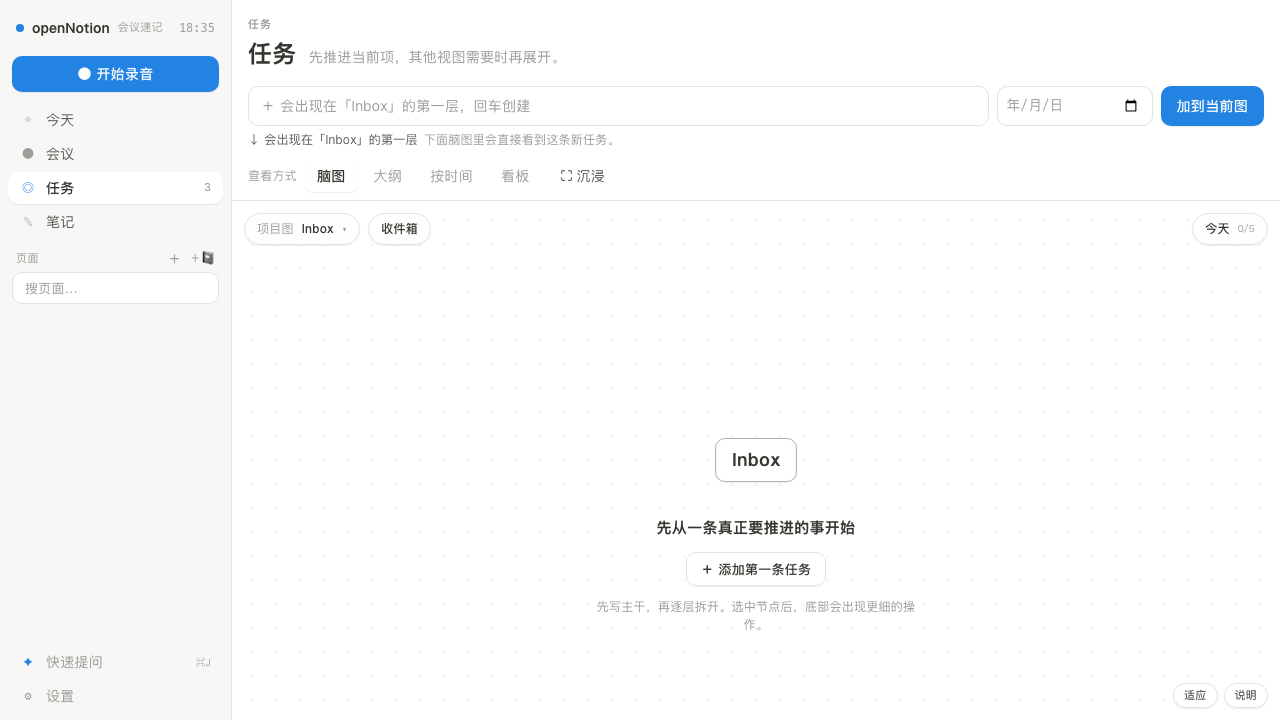 openNotion 会议速记 18:35
开始录音
今天
会议
任务 3
笔记
页面
搜页面...
快速提问 ⌘J
设置
任务
任务 先推进当前项，其他视图需要时再展开。
+ 会出现在「Inbox」的第一层，回车创建
年/月/日
加到当前图
↓ 会出现在「Inbox」的第一层 下面脑图里会直接看到这条新任务。
查看方式 脑图 大纲 按时间 看板 沉浸
项目图 Inbox
收件箱
今天 0/5
Inbox
先从一条真正要推进的事开始
+ 添加第一条任务
先写主干，再逐层拆开。选中节点后，底部会出现更细的操
作。
适应
说明